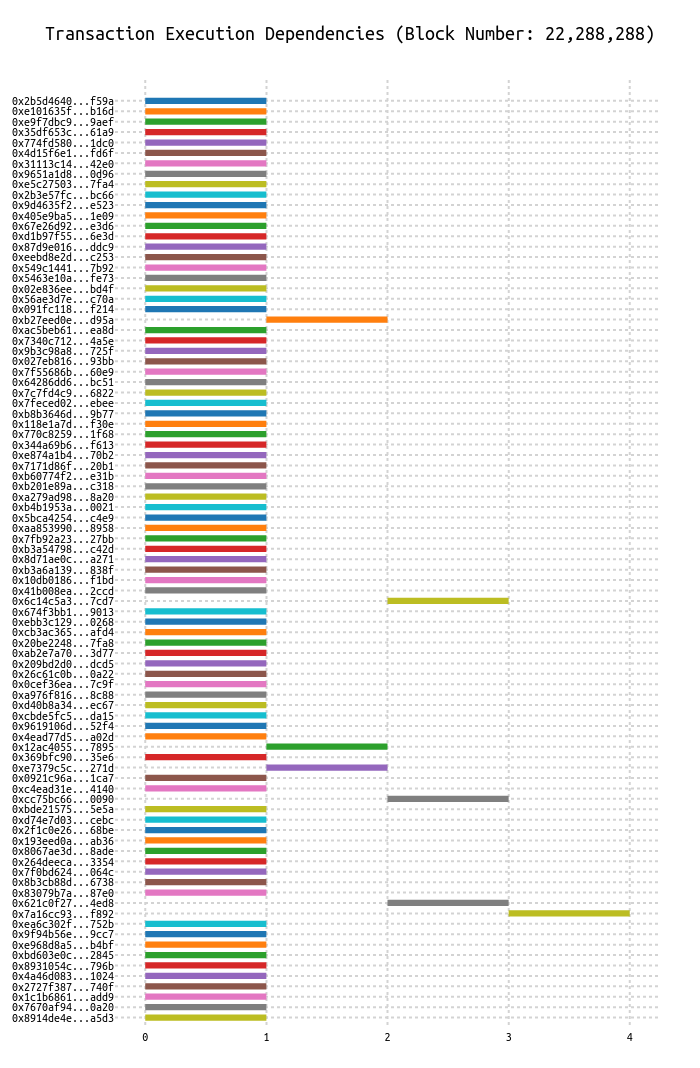 Transaction Execution Dependencies (Block Number: 22,288,288)
0x2b5d4640...f59a
0xe101635f...b16d
0xe9f7dbc9...9aef
0x35df653c...61a9
0x774fd580...1dc0
0x4d15f6e1...fd6f
0x31113c14...42e0
0x9651a1d8...0d96
0xe5c27503...7fa4
0x2b3e57fc...bc66
0x9d4635f2...e523
0x405e9ba5...1e09
0x67e26d92...e3d6
0xd1b97f55...6e3d
0x87d9e016...ddc9
0xeebd8e2d...c253
0x549c1441...7b92
0x5463e10a...fe73
0x02e836ee...bd4f
0x56ae3d7e...c70a
0x091fc118...f214
0xb27eed0e...d95a
0xac5beb61...ea8d
0x7340c712...4a5e
0x9b3c98a8...725f
0x027eb816...93bb
0x7f55686b...60e9
0x64286dd6...bc51
0x7c7fd4c9...6822
0x7feced02...ebee
0xb8b3646d...9b77
0x118e1a7d...f30e
0x770c8259...1f68
0x344a69b6...f613
0xe874a1b4...70b2
0x7171d86f...20b1
0xb60774f2...e31b
0xb201e89a...c318
0xa279ad98...8a20
0xb4b1953a...0021
0x5bca4254...c4e9
0xaa853990...8958
0x7fb92a23...27bb
0xb3a54798...c42d
0x8d71ae0c...a271
0xb3a6a139...838f
0x10db0186...f1bd
0x41b008ea...2ccd
0x6c14c5a3...7cd7
0x674f3bb1...9013
0xebb3c129...0268
0xcb3ac365...afd4
0x20be2248...7fa8
0xab2e7a70...3d77
0x209bd2d0...dcd5
0x26c61c0b...0a22
0x0cef36ea...7c9f
0xa976f816...8c88
0xd40b8a34...ec67
0xcbde5fc5...da15
0x9619106d...52f4
0x4ead77d5...a02d
0x12ac4055...7895
0x369bfc90...35e6
0xe7379c5c...271d
0x0921c96a...1ca7
0xc4ead31e...4140
0xcc75bc66...0090
0xbde21575...5e5a
0xd74e7d03...cebc
0x2f1c0e26...68be
0x193eed0a...ab36
0x8067ae3d...8ade
0x264deeca...3354
0x7f0bd624...064c
0x8b3cb88d...6738
0x83079b7a...87e0
0x621c0f27...4ed8
0x7a16cc93...f892
0xea6c302f...752b
0x9f94b56e...9cc7
0xe968d8a5...b4bf
0xbd603e0c...2845
0x8931054c...796b
0x4a46d083...1024
0x2727f387...740f
0x1c1b6861...add9
0x7670af94...0a20
0x8914de4e...a5d3
0 1 2 3 4